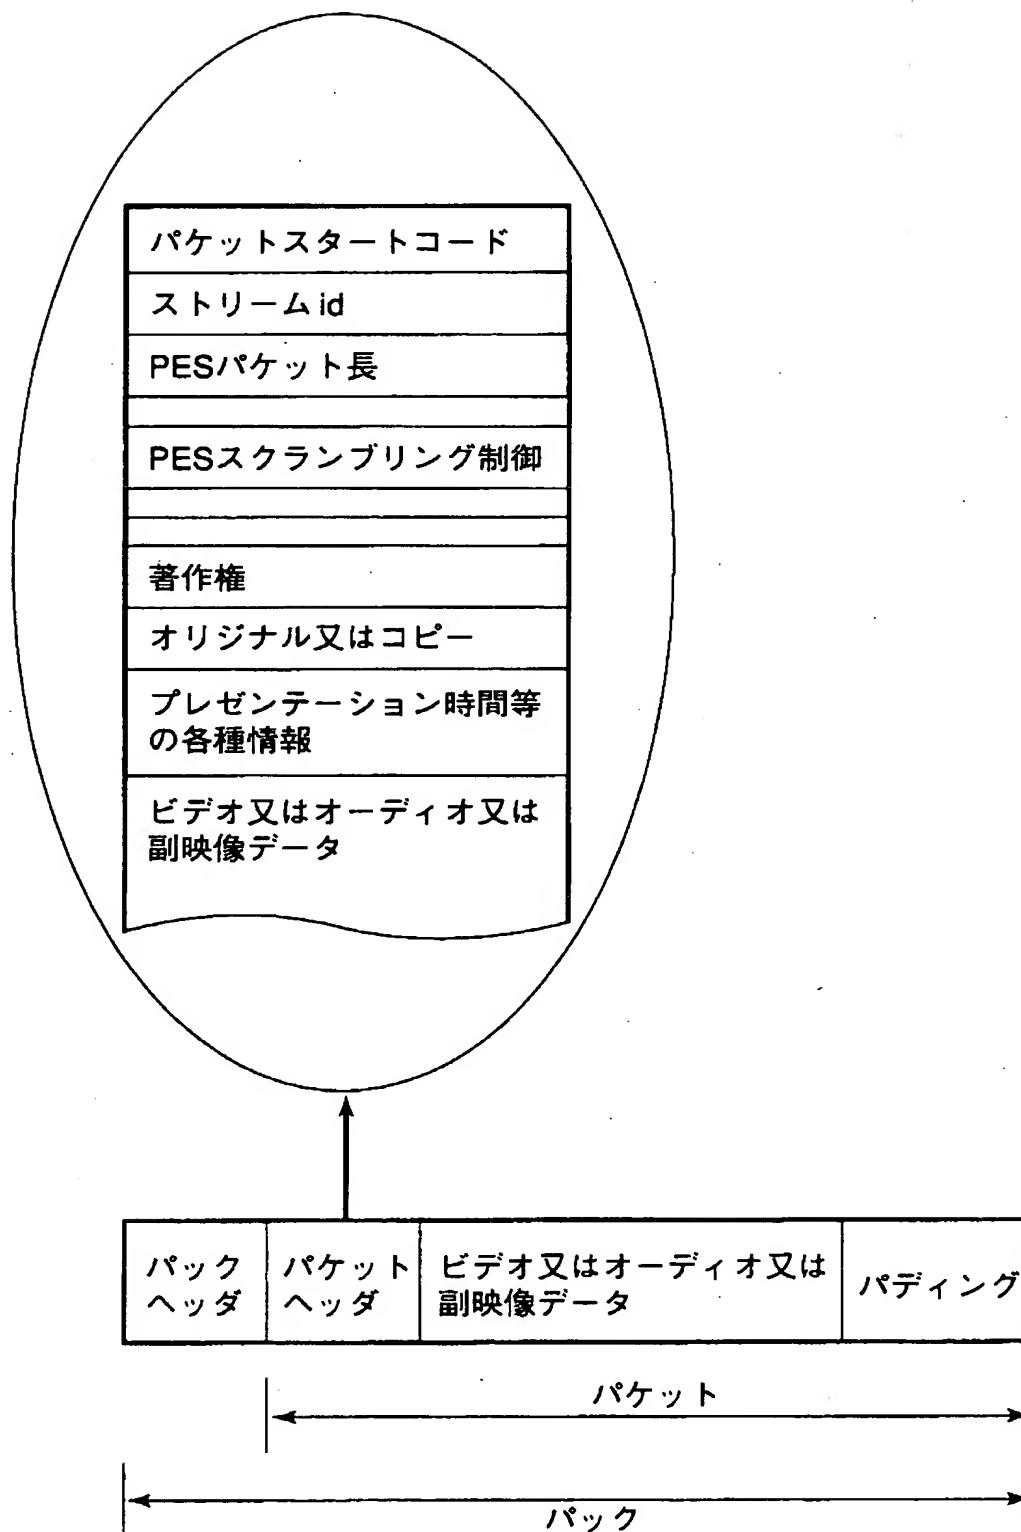 パケットスタートコード
ストリームid
PESパケット長
PESスクランブリング制御
著作権
オリジナル又はコピー
プレゼンテーション時間等
の各種情報
ビデオ又はオーディオ又は
副映像データ
パック
ヘッダ
パケット
ヘッダ
ビデオ又はオーディオ又は
副映像データ
パディング
パケット
パック